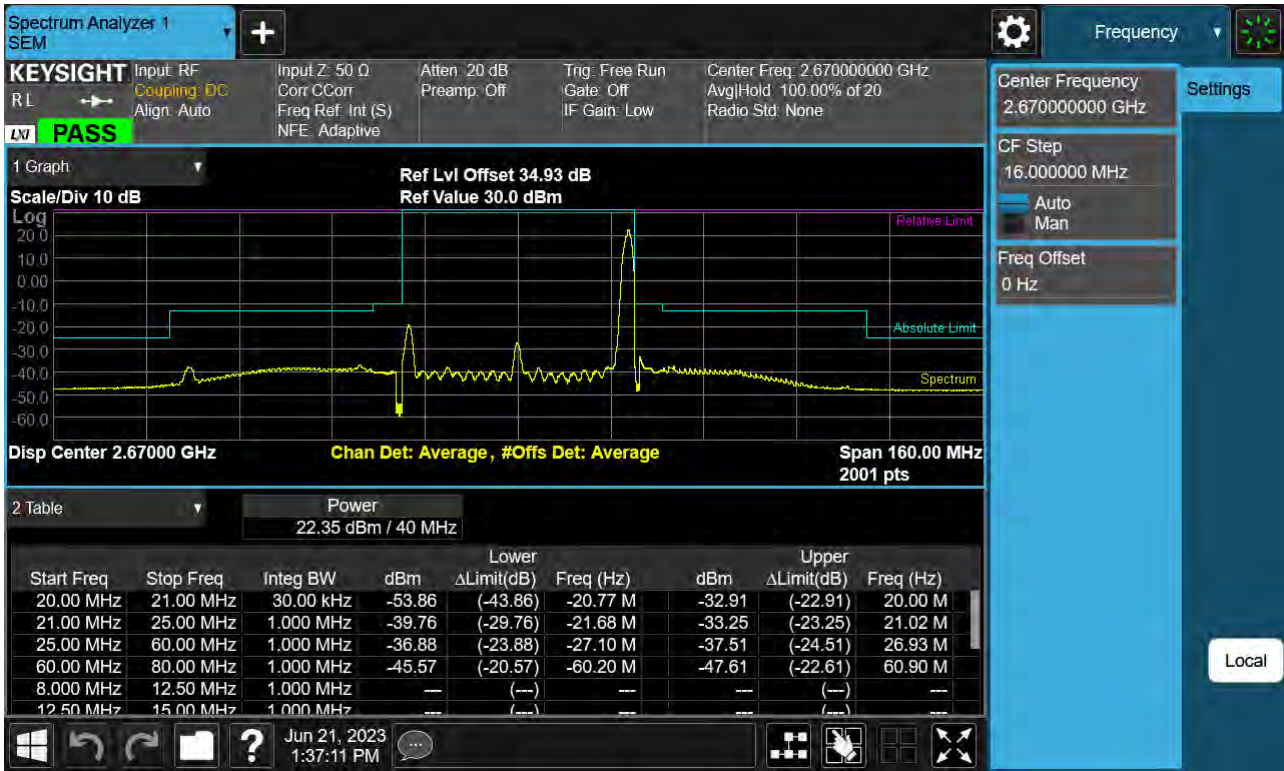 Spectrum Analyzer 1
SEM
Frequency
KEYSIGHT
R L
LXI
PASS
Input: RF
Coupling: DC
Align: Auto
Input Z: 50 Ω
Corr CCorr
Freq Ref: Int (S)
NFE: Adaptive
Atten: 20 dB
Preamp: Off
Trig: Free Run
Gate: Off
IF Gain: Low
Center Freq: 2.670000000 GHz
Avg|Hold: 100.00% of 20
Radio Std: None
Center Frequency
2.670000000 GHz
Settings
CF Step
16.000000 MHz
Auto
Man
Freq Offset
0 Hz
1 Graph
Scale/Div 10 dB
Ref Lvl Offset 34.93 dB
Ref Value 30.0 dBm
Log
20.0
10.0
0.00
-10.0
-20.0
-30.0
-40.0
-50.0
-60.0
Relative Limit
Absolute Limit
Spectrum
Disp Center 2.67000 GHz
Chan Det: Average, #Offs Det: Average
Span 160.00 MHz
2001 pts
2 Table
Power
22.35 dBm / 40 MHz
Lower Upper
Start Freq Stop Freq Integ BW dBm ΔLimit(dB) Freq (Hz) dBm ΔLimit(dB) Freq (Hz)
20.00 MHz 21.00 MHz 30.00 kHz -53.86 (-43.86) -20.77 M -32.91 (-22.91) 20.00 M
21.00 MHz 25.00 MHz 1.000 MHz -39.76 (-29.76) -21.68 M -33.25 (-23.25) 21.02 M
25.00 MHz 60.00 MHz 1.000 MHz -36.88 (-23.88) -27.10 M -37.51 (-24.51) 26.93 M
60.00 MHz 80.00 MHz 1.000 MHz -45.57 (-20.57) -60.20 M -47.61 (-22.61) 60.90 M
8.000 MHz 12.50 MHz 1.000 MHz --- (---) --- --- (---) ---
12.50 MHz 15.00 MHz 1.000 MHz --- (---) --- --- (---) ---
Local
?
Jun 21, 2023
1:37:11 PM